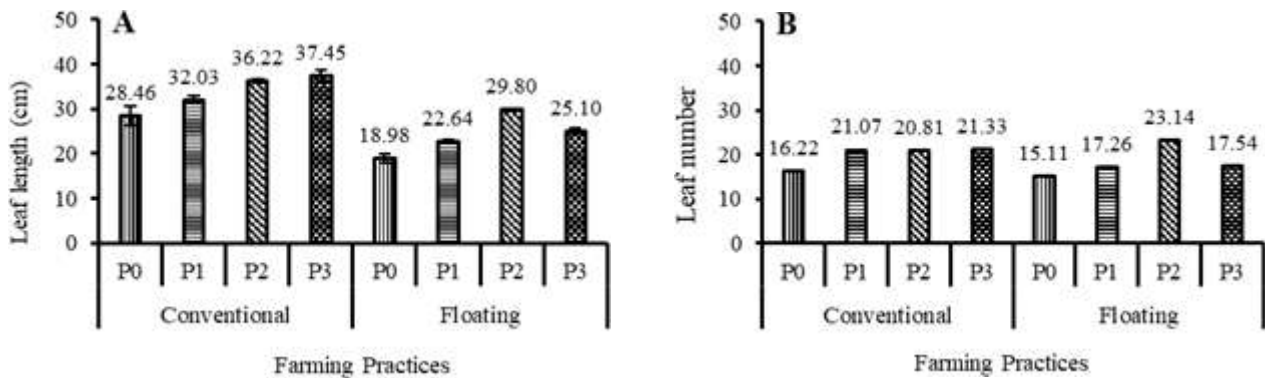 A
50
40
30
20
10
0
Leaf length (cm)
28.46
32.03
36.22
37.45
18.98
22.64
29.80
25.10
P0 P1 P2 P3 P0 P1 P2 P3
Conventional Floating
Farming Practices
B
50
40
30
20
10
0
Leaf number
16.22
21.07
20.81
21.33
15.11
17.26
23.14
17.54
P0 P1 P2 P3 P0 P1 P2 P3
Conventional Floating
Farming Practices